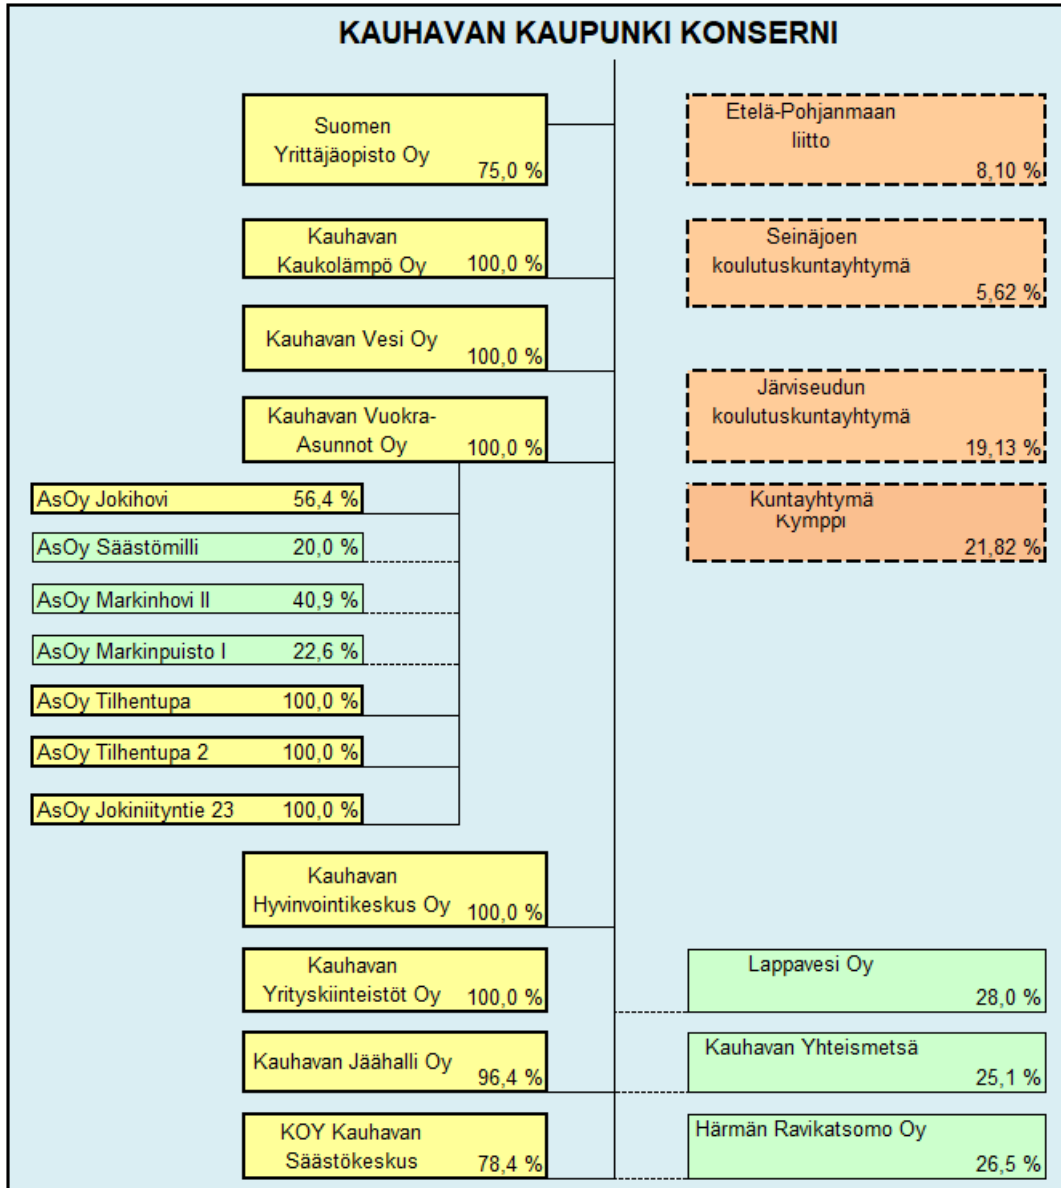 KAUHAVAN KAUPUNKI KONSERNI
Suomen
Yrittäjäopisto Oy
75,0 %
Kauhavan
Kaukolämpö Oy 100,0 %
Kauhavan Vesi Oy
100,0 %
Kauhavan Vuokra-
Asunnot Oy 100,0 %
AsOy Jokihovi 56,4 %
AsOy Säästömilli 20,0 %
AsOy Markinhovi II 40,9 %
AsOy Markinpuisto I 22,6 %
AsOy Tilhentupa 100,0 %
AsOy Tilhentupa 2 100,0 %
AsOy Jokiniityntie 23 100,0 %
Kauhavan
Hyvinvointikeskus Oy 100,0 %
Kauhavan
Yrityskiinteistöt Oy 100,0 %
Kauhavan Jäähalli Oy
96,4 %
KOY Kauhavan
Säästökeskus 78,4 %
Etelä-Pohjanmaan
liitto
8,10 %
Seinäjoen
koulutuskuntayhtymä
5,62 %
Järviseudun
koulutuskuntayhtymä
19,13 %
Kuntayhtymä
Kymppi
21,82 %
Lappavesi Oy
28,0 %
Kauhavan Yhteismetsä
25,1 %
Härmän Ravikatsomo Oy
26,5 %